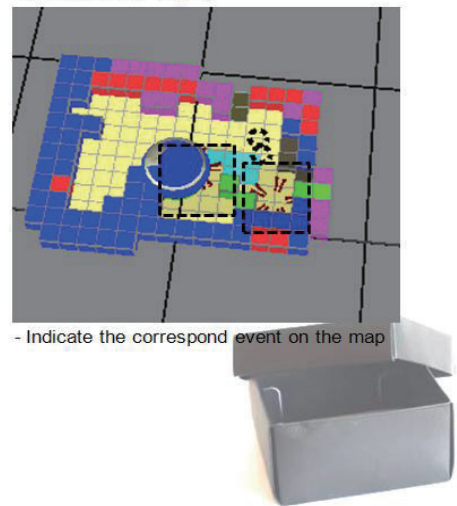 - Indicate the correspond event on the map